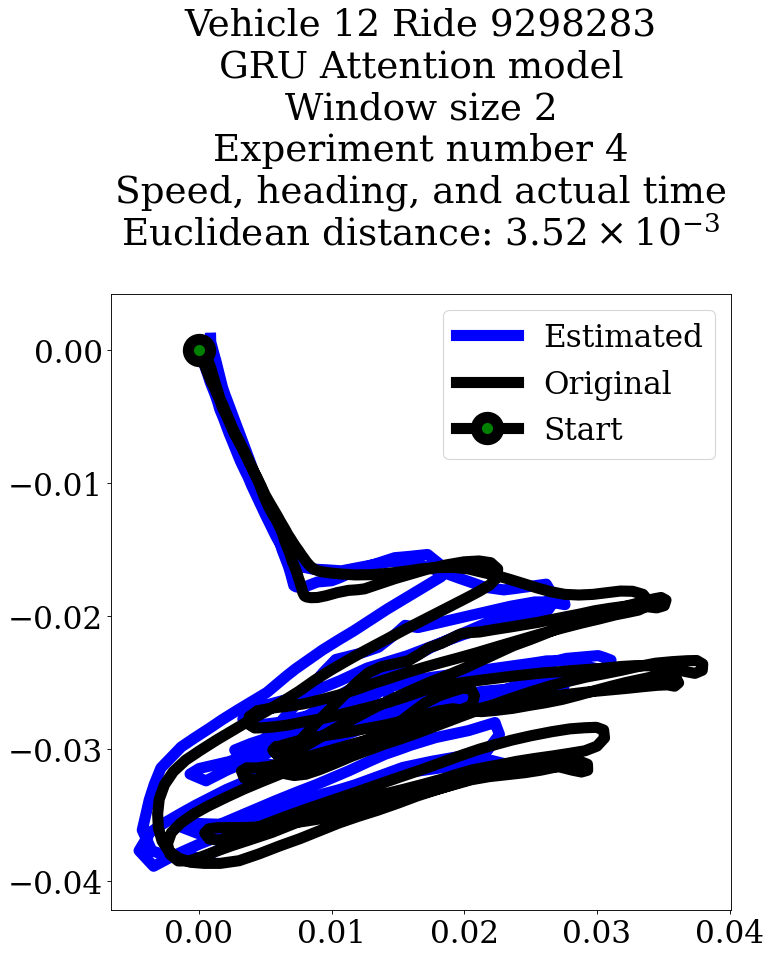 Vehicle 12 Ride 9298283
GRU Attention model
Window size 2
Experiment number 4
Speed, heading, and actual time
Euclidean distance: 3.52 × 10⁻³
Estimated
Original
Start
0.00
−0.01
−0.02
−0.03
−0.04
0.00 0.01 0.02 0.03 0.04